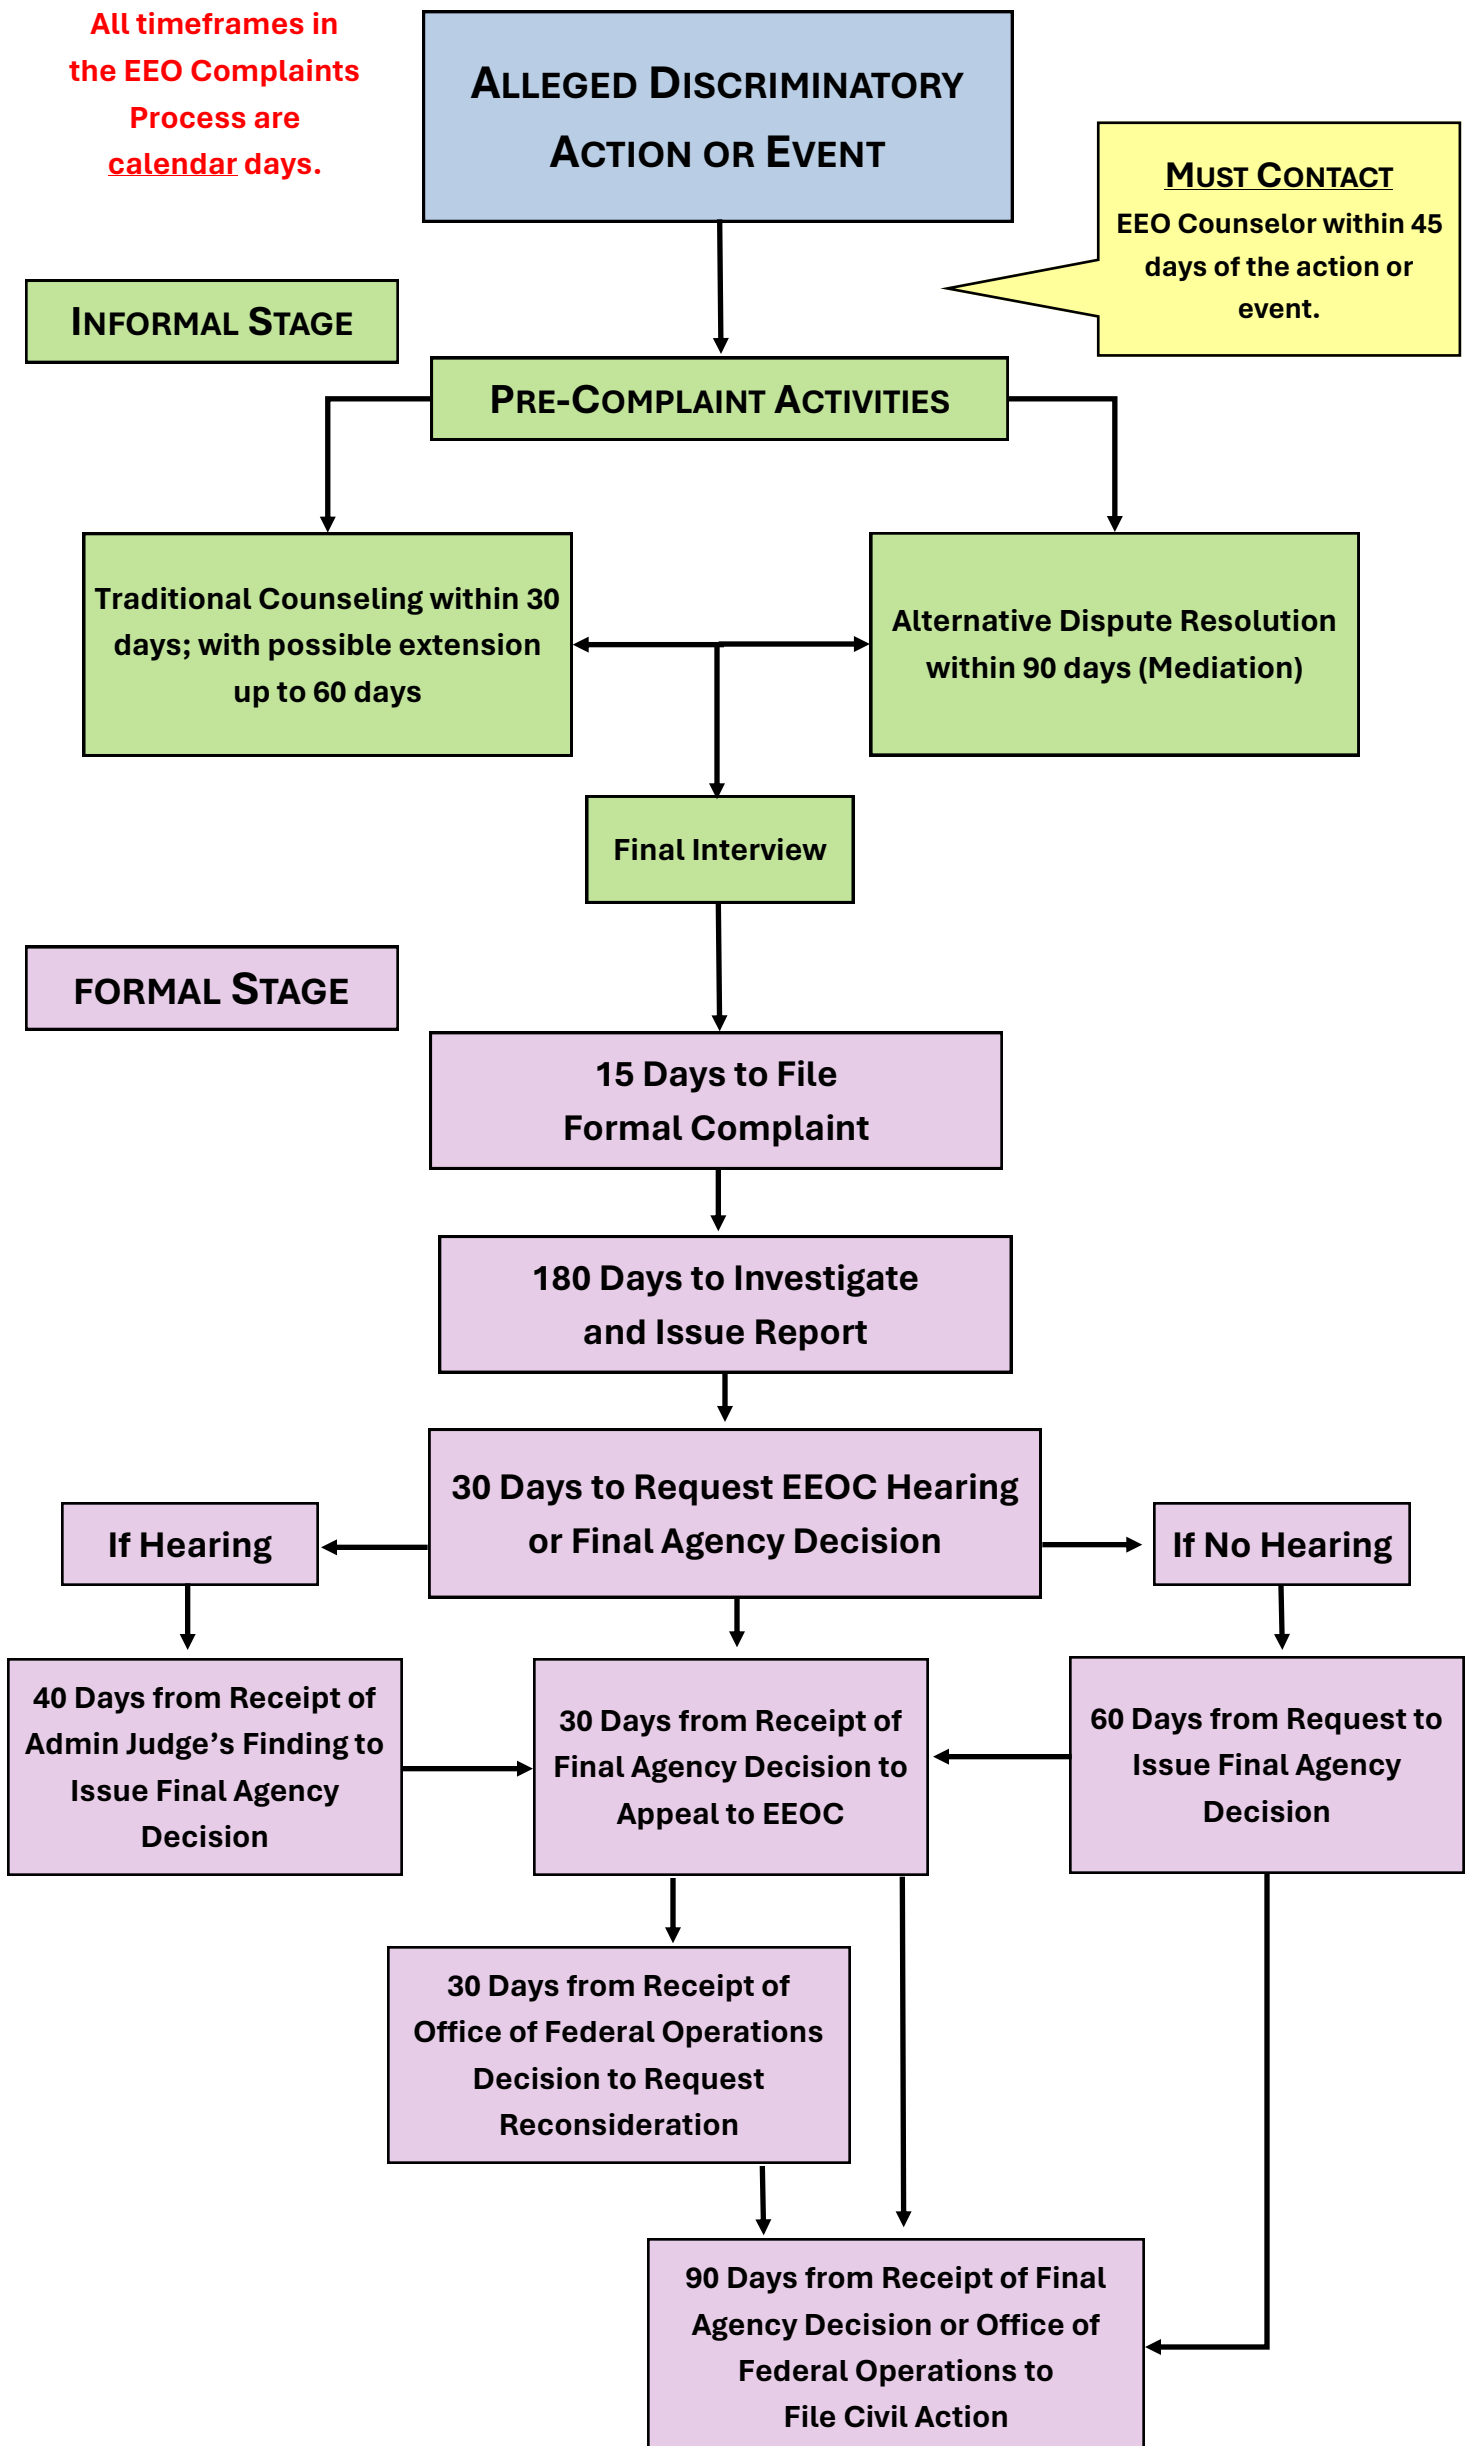 All timeframes in
the EEO Complaints
Process are
calendar days.
ALLEGED DISCRIMINATORY
ACTION OR EVENT
MUST CONTACT
EEO Counselor within 45
days of the action or
event.
INFORMAL STAGE
PRE-COMPLAINT ACTIVITIES
Traditional Counseling within 30
days; with possible extension
up to 60 days
Alternative Dispute Resolution
within 90 days (Mediation)
Final Interview
FORMAL STAGE
15 Days to File
Formal Complaint
180 Days to Investigate
and Issue Report
30 Days to Request EEOC Hearing
or Final Agency Decision
If Hearing
If No Hearing
40 Days from Receipt of
Admin Judge’s Finding to
Issue Final Agency
Decision
30 Days from Receipt of
Final Agency Decision to
Appeal to EEOC
60 Days from Request to
Issue Final Agency
Decision
30 Days from Receipt of
Office of Federal Operations
Decision to Request
Reconsideration
90 Days from Receipt of Final
Agency Decision or Office of
Federal Operations to
File Civil Action